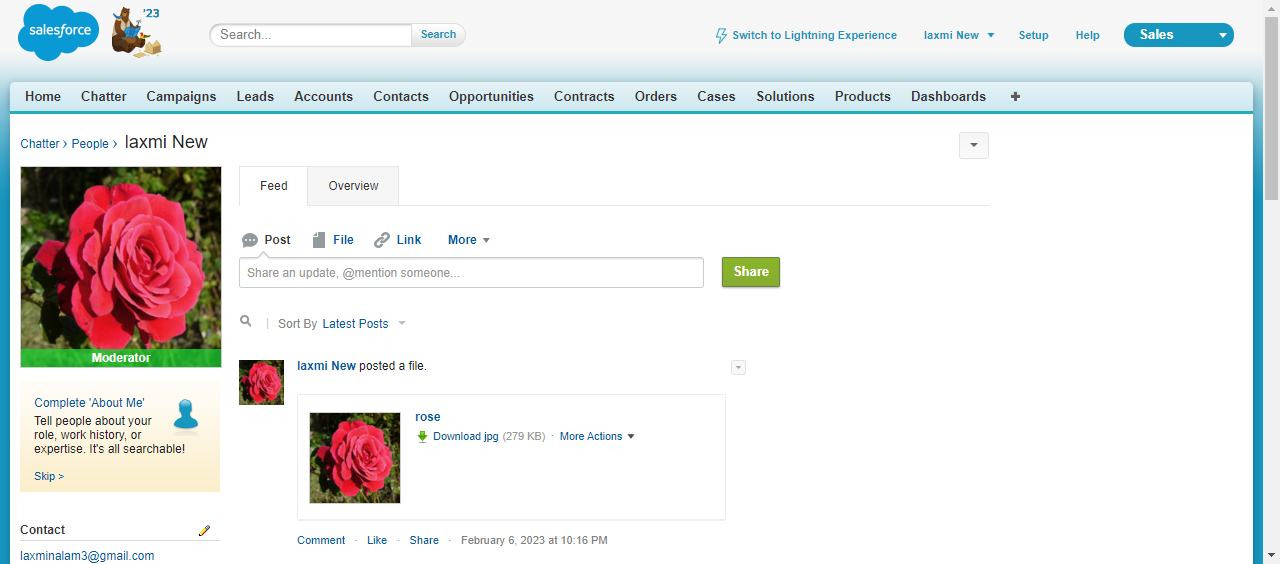 salesforce
'23
Search...
Search
Switch to Lightning Experience
laxmi New
Setup
Help
Sales
Home
Chatter
Campaigns
Leads
Accounts
Contacts
Opportunities
Contracts
Orders
Cases
Solutions
Products
Dashboards
+
Chatter › People › laxmi New
Feed
Overview
Post
File
Link
More
Share an update, @mention someone...
Share
Sort By Latest Posts
Moderator
laxmi New posted a file.
rose
Download jpg (279 KB) · More Actions
Comment · Like · Share · February 6, 2023 at 10:16 PM
Complete 'About Me'
Tell people about your
role, work history, or
expertise. It's all searchable!
Skip >
Contact
laxminalam3@gmail.com